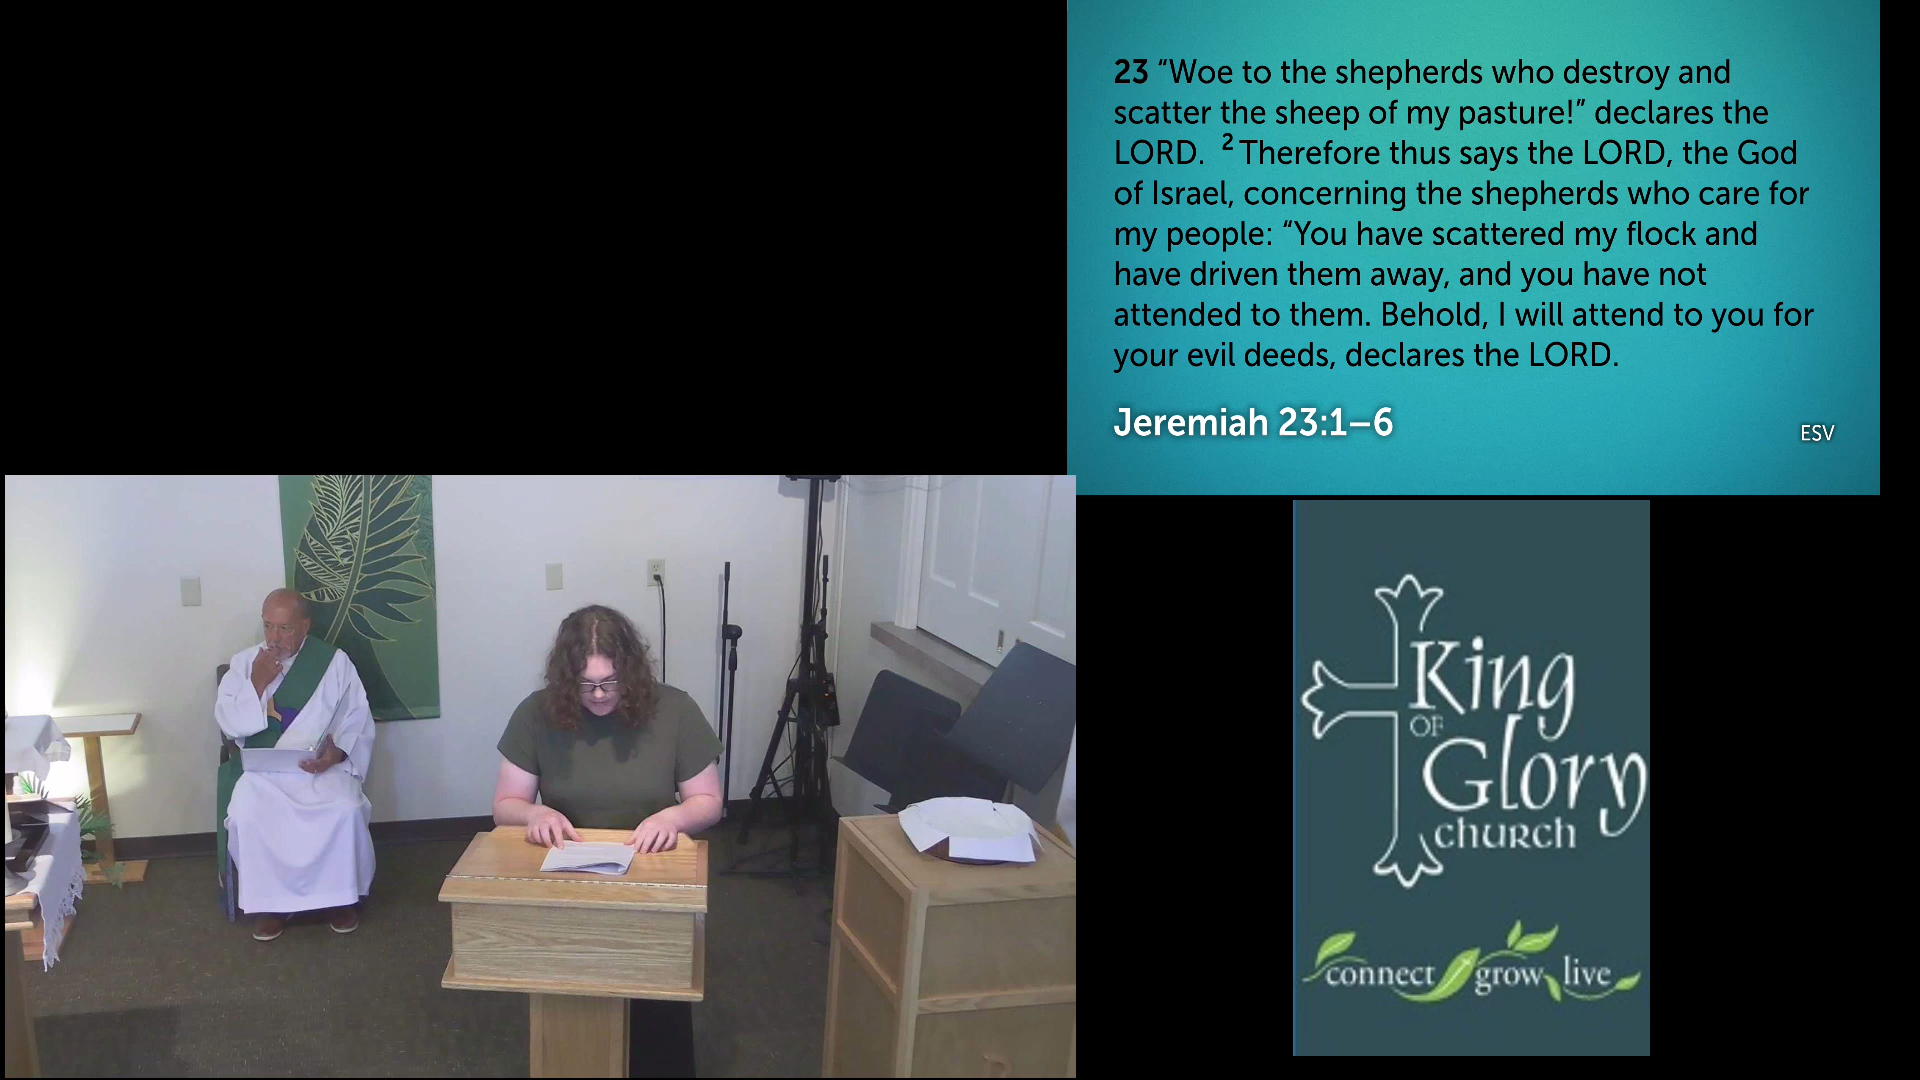 23 “Woe to the shepherds who destroy and
scatter the sheep of my pasture!” declares the
LORD. 2 Therefore thus says the LORD, the God
of Israel, concerning the shepherds who care for
my people: “You have scattered my flock and
have driven them away, and you have not
attended to them. Behold, I will attend to you for
your evil deeds, declares the LORD.
Jeremiah 23:1–6
ESV
King
OF
Glory
church
connect grow live